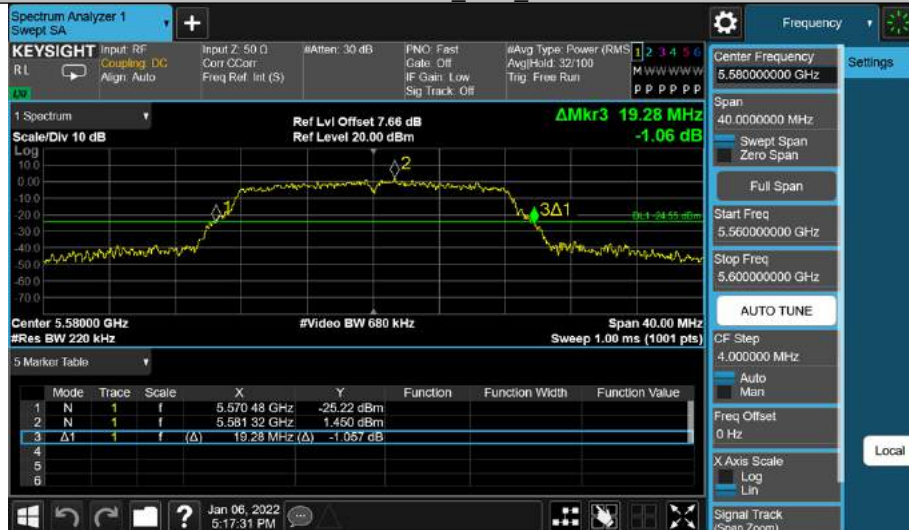 Spectrum Analyzer 1
Swept SA
Frequency
KEYSIGHT
RL
Input: RF
Coupling: DC
Align: Auto
Input Z: 50 Ω
Corr CCorr
Freq Ref: Int (S)
#Atten: 30 dB
PNO: Fast
Gate: Off
IF Gain: Low
Sig Track: Off
#Avg Type: Power (RMS
Avg|Hold: 32/100
Trig: Free Run
1 2 3 4 5 6
M W W W W W
P P P P P P
1 Spectrum
Scale/Div 10 dB
Ref Lvl Offset 7.66 dB
Ref Level 20.00 dBm
ΔMkr3 19.28 MHz
-1.06 dB
Log
10.0
0.00
-10.0
-20.0
-30.0
-40.0
-50.0
-60.0
-70.0
1
2
3Δ1
DL1 -24.55 dBm
Center 5.58000 GHz
#Res BW 220 kHz
#Video BW 680 kHz
Span 40.00 MHz
Sweep 1.00 ms (1001 pts)
5 Marker Table
Mode Trace Scale X Y Function Function Width Function Value
1 N 1 f 5.570 48 GHz -25.22 dBm
2 N 1 f 5.581 32 GHz 1.450 dBm
3 Δ1 1 f (Δ) 19.28 MHz (Δ) -1.057 dB
4
5
6
Jan 06, 2022
5:17:31 PM
Center Frequency
5.580000000 GHz
Span
40.0000000 MHz
Swept Span
Zero Span
Full Span
Start Freq
5.560000000 GHz
Stop Freq
5.600000000 GHz
AUTO TUNE
CF Step
4.000000 MHz
Auto
Man
Freq Offset
0 Hz
X Axis Scale
Log
Lin
Signal Track
(Span Zoom)
Settings
Local